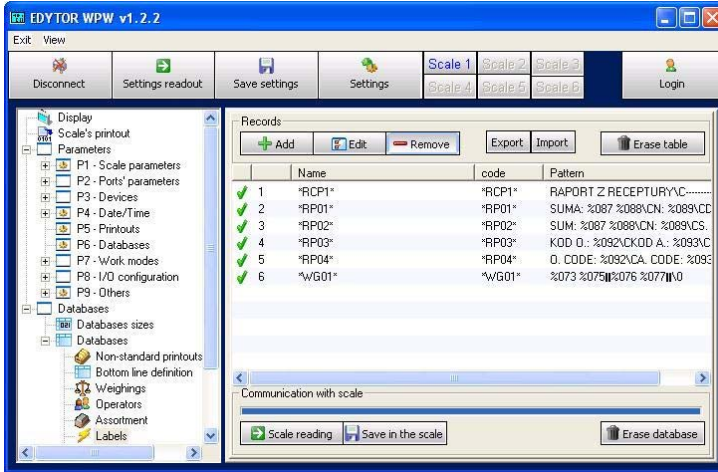 EDYTOR WPW v1.2.2
Exit View
Disconnect Settings readout Save settings Settings Scale 1 Scale 2 Scale 3 Login
Scale 4 Scale 5 Scale 6
Display
Scale's printout
Parameters
P1 - Scale parameters
P2 - Ports' parameters
P3 - Devices
P4 - Date/Time
P5 - Printouts
P6 - Databases
P7 - Work modes
P8 - I/O configuration
P9 - Others
Databases
Databases sizes
Databases
Non-standard printouts
Bottom line definition
Weighings
Operators
Assortment
Labels
Records
Add Edit Remove Export Import Erase table
Name code Pattern
1 *RCP1* *RCP1* RAPORT Z RECEPTURY\C--------
2 *RP01* *RP01* SUMA: %087 %088\CN: %089\CD
3 *RP02* *RP02* SUM: %087 %088\CN: %089\CS.
4 *RP03* *RP03* KOD O.: %092\CKOD A.: %093\C
5 *RP04* *RP04* O. CODE: %092\CA. CODE: %093
6 *WG01* *WG01* %073 %075||%076 %077||\0
Communication with scale
Scale reading Save in the scale Erase database